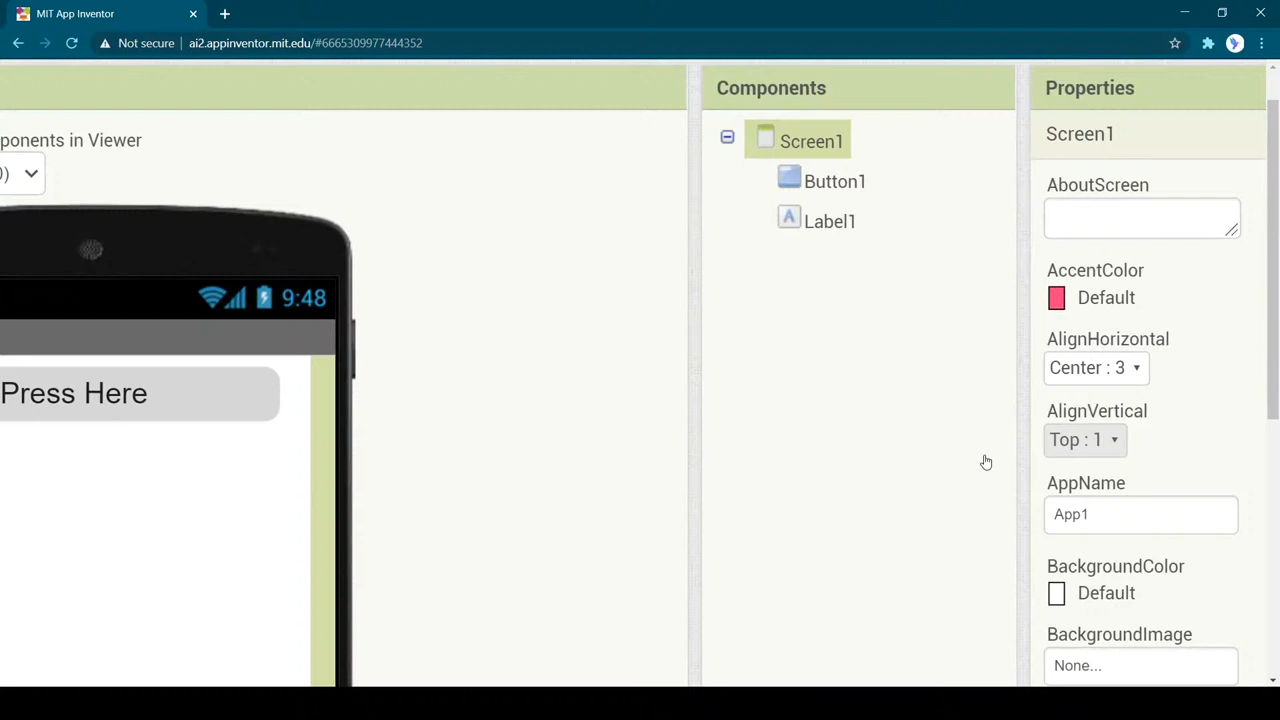 MIT App Inventor
Not secure
ai2.appinventor.mit.edu/#6665309977444352
Components
Properties
ponents in Viewer
0)
Screen1
Button1
A Label1
9:48
Press Here
Screen1
AboutScreen
AccentColor
Default
AlignHorizontal
Center : 3
AlignVertical
Top : 1
AppName
App1
BackgroundColor
Default
BackgroundImage
None...